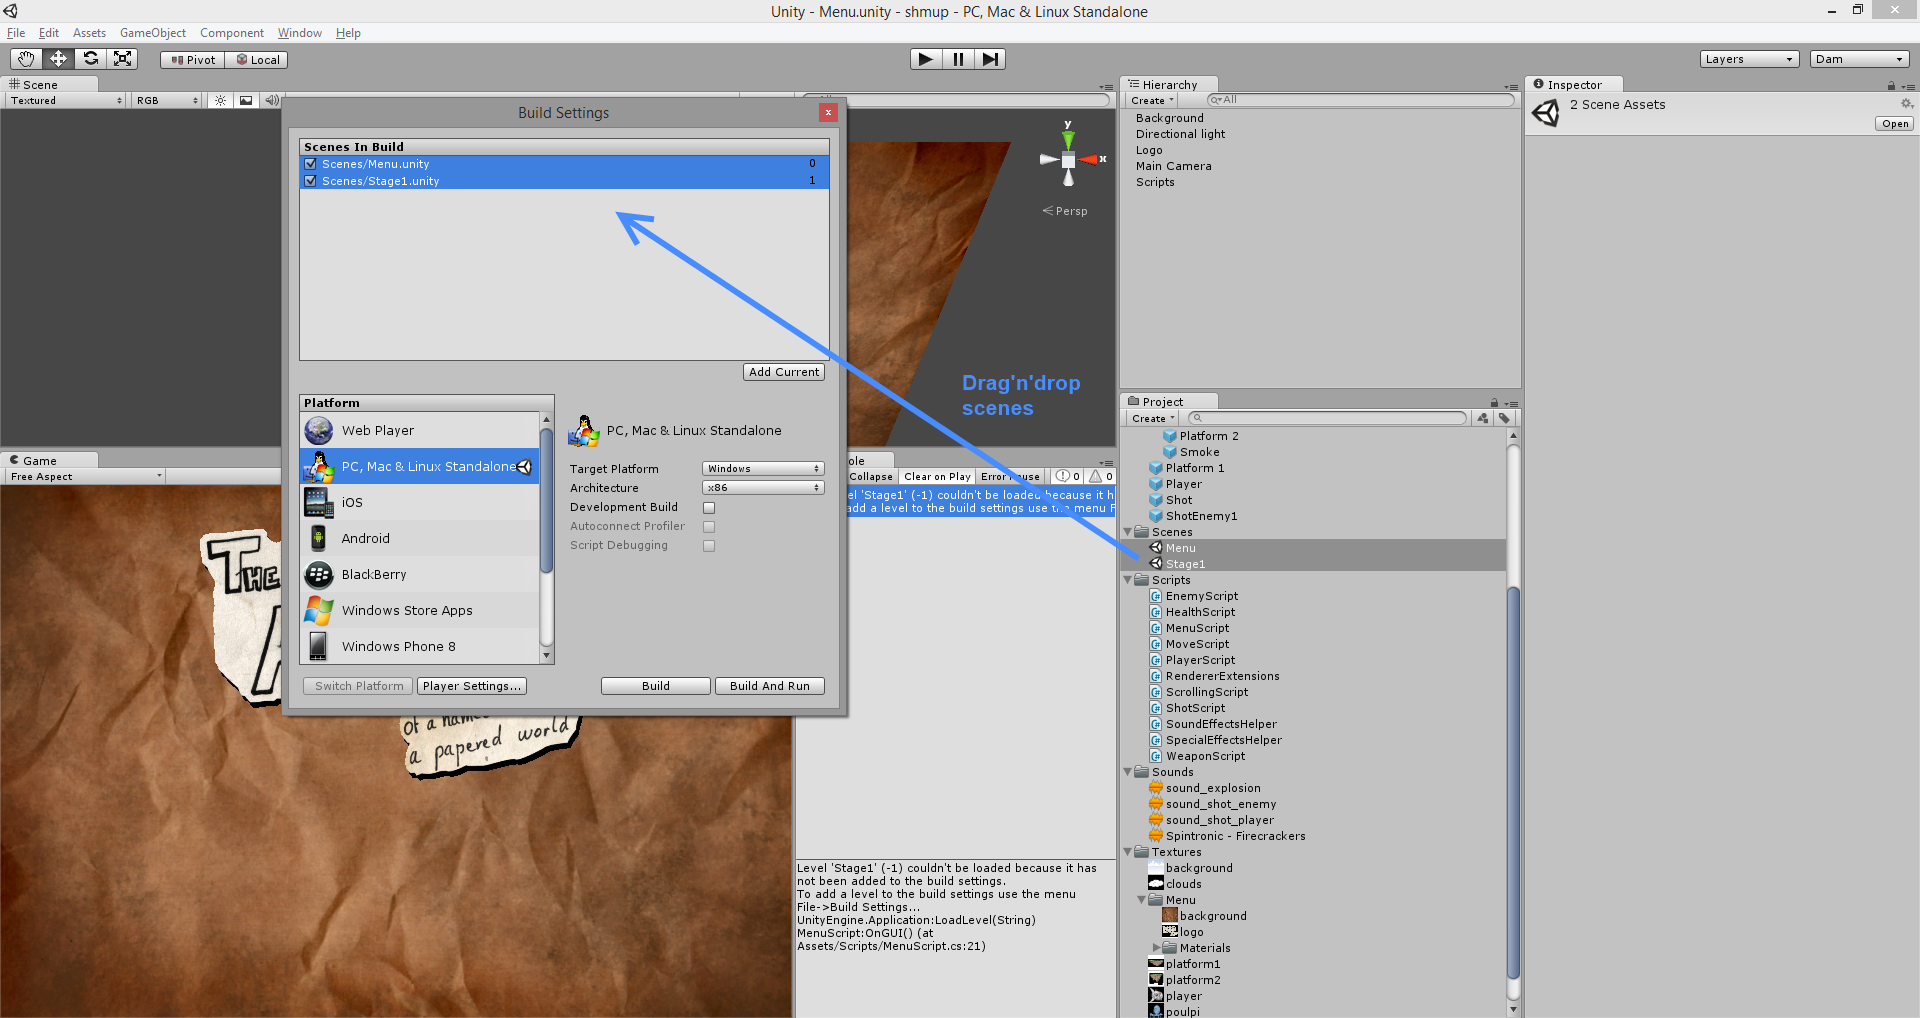 Unity - Menu.unity - shmup - PC, Mac & Linux Standalone
File Edit Assets GameObject Component Window Help
Pivot Local
Layers
Dam
Scene
Textured
RGB
Build Settings
Scenes In Build
Scenes/Menu.unity 0
Scenes/Stage1.unity 1
Add Current
Platform
Web Player
PC, Mac & Linux Standalone
iOS
Android
BlackBerry
Windows Store Apps
Windows Phone 8
PC, Mac & Linux Standalone
Target Platform Windows
Architecture x86
Development Build
Autoconnect Profiler
Script Debugging
Switch Platform
Player Settings...
Build
Build And Run
y
x
Persp
Drag'n'drop
scenes
Game
Free Aspect
The
of a
a papered world
Collapse Clear on Play Error 0 0
'Stage1' (-1) couldn't be loaded because it h
add a level to the build settings use the menu F
Level 'Stage1' (-1) couldn't be loaded because it has
not been added to the build settings.
To add a level to the build settings use the menu
File->Build Settings...
UnityEngine.Application:LoadLevel(String)
MenuScript:OnGUI() (at
Assets/Scripts/MenuScript.cs:21)
Hierarchy
Create All
Background
Directional light
Logo
Main Camera
Scripts
Project
Create
Platform 2
Smoke
Platform 1
Player
Shot
ShotEnemy1
Scenes
Menu
Stage1
Scripts
EnemyScript
HealthScript
MenuScript
MoveScript
PlayerScript
RendererExtensions
ScrollingScript
ShotScript
SoundEffectsHelper
SpecialEffectsHelper
WeaponScript
Sounds
sound_explosion
sound_shot_enemy
sound_shot_player
Spintronic - Firecrackers
Textures
background
clouds
Menu
background
logo
Materials
platform1
platform2
player
poulpi
Inspector
2 Scene Assets
Open